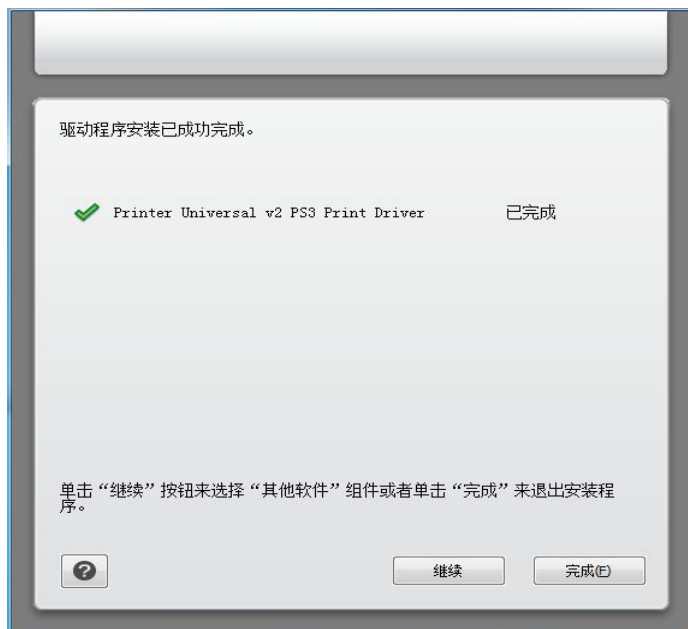 驱动程序安装已成功完成。
Printer Universal v2 PS3 Print Driver 已完成
单击“继续”按钮来选择“其他软件”组件或者单击“完成”来退出安装程
序。
?
继续 完成(F)